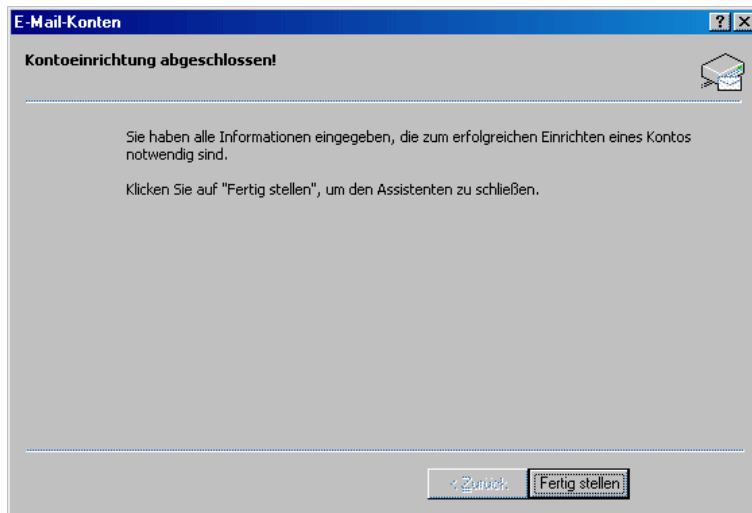 E-Mail-Konten
Kontoeinrichtung abgeschlossen!
Sie haben alle Informationen eingegeben, die zum erfolgreichen Einrichten eines Kontos
notwendig sind.
Klicken Sie auf "Fertig stellen", um den Assistenten zu schließen.
< Zurück Fertig stellen